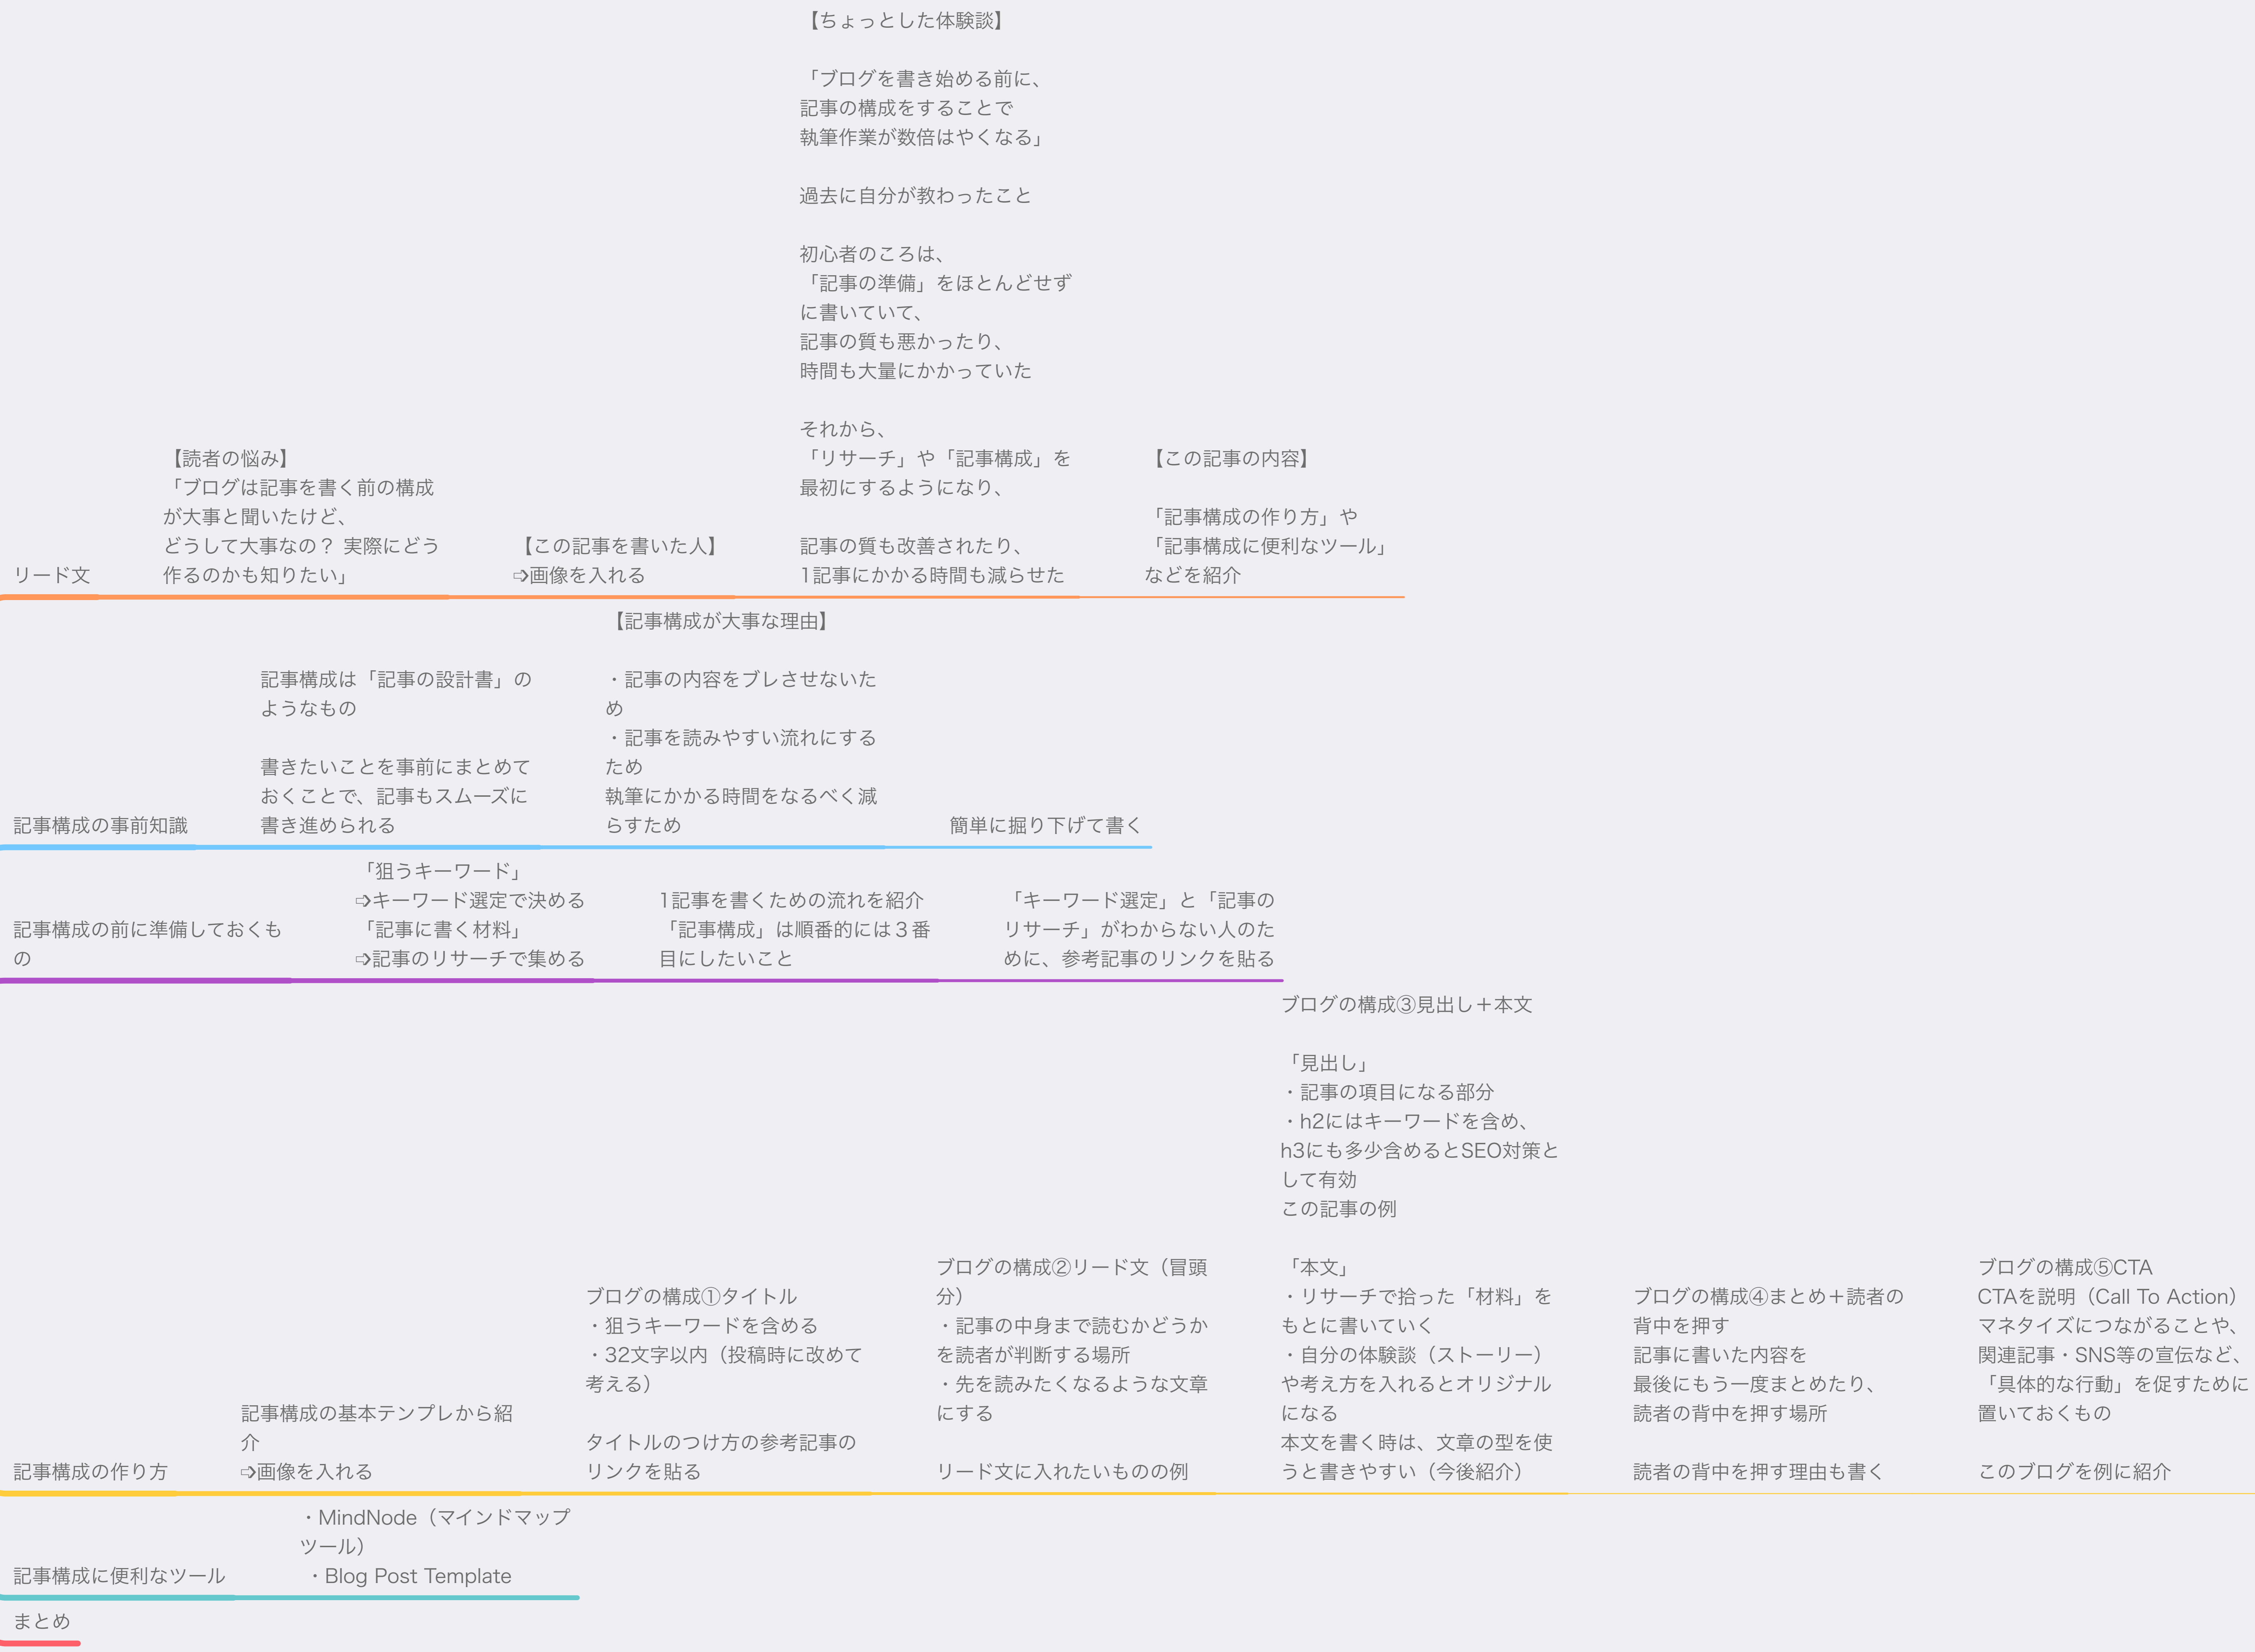 リード文
【読者の悩み】
「ブログは記事を書く前の構成
が大事と聞いたけど、
どうして大事なの？ 実際にどう
作るのかも知りたい」
【この記事を書いた人】
➩画像を入れる
【ちょっとした体験談】
「ブログを書き始める前に、
記事の構成をすることで
執筆作業が数倍はやくなる」
過去に自分が教わったこと
初心者のころは、
「記事の準備」をほとんどせず
に書いていて、
記事の質も悪かったり、
時間も大量にかかっていた
それから、
「リサーチ」や「記事構成」を
最初にするようになり、
記事の質も改善されたり、
1記事にかかる時間も減らせた
【この記事の内容】
「記事構成の作り方」や
「記事構成に便利なツール」
などを紹介
記事構成の事前知識
記事構成は「記事の設計書」の
ようなもの
書きたいことを事前にまとめて
おくことで、記事もスムーズに
書き進められる
【記事構成が大事な理由】
・記事の内容をブレさせないた
め
・記事を読みやすい流れにする
ため
執筆にかかる時間をなるべく減
らすため
簡単に掘り下げて書く
記事構成の前に準備しておくも
の
「狙うキーワード」
➩キーワード選定で決める
「記事に書く材料」
➩記事のリサーチで集める
1記事を書くための流れを紹介
「記事構成」は順番的には３番
目にしたいこと
「キーワード選定」と「記事の
リサーチ」がわからない人のた
めに、参考記事のリンクを貼る
記事構成の作り方
記事構成の基本テンプレから紹
介
➩画像を入れる
ブログの構成①タイトル
・狙うキーワードを含める
・32文字以内（投稿時に改めて
考える）
タイトルのつけ方の参考記事の
リンクを貼る
ブログの構成②リード文（冒頭
分）
・記事の中身まで読むかどうか
を読者が判断する場所
・先を読みたくなるような文章
にする
リード文に入れたいものの例
ブログの構成③見出し＋本文
「見出し」
・記事の項目になる部分
・h2にはキーワードを含め、
h3にも多少含めるとSEO対策と
して有効
この記事の例
「本文」
・リサーチで拾った「材料」を
もとに書いていく
・自分の体験談（ストーリー）
や考え方を入れるとオリジナル
になる
本文を書く時は、文章の型を使
うと書きやすい（今後紹介）
ブログの構成④まとめ＋読者の
背中を押す
記事に書いた内容を
最後にもう一度まとめたり、
読者の背中を押す場所
読者の背中を押す理由も書く
ブログの構成⑤CTA
CTAを説明（Call To Action）
マネタイズにつながることや、
関連記事・SNS等の宣伝など、
「具体的な行動」を促すために
置いておくもの
このブログを例に紹介
記事構成に便利なツール
・MindNode（マインドマップ
ツール）
・Blog Post Template
まとめ